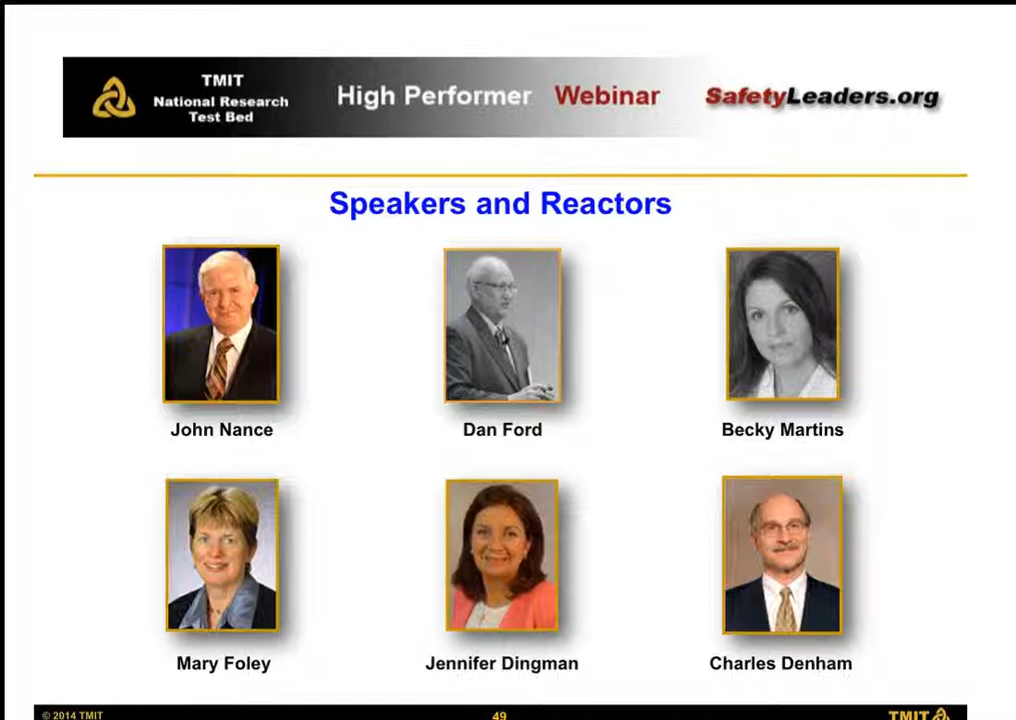 TMIT
National Research
Test Bed
High Performer Webinar
SafetyLeaders.org
Speakers and Reactors
John Nance
Dan Ford
Becky Martins
Mary Foley
Jennifer Dingman
Charles Denham
© 2014 TMIT
49
TMIT